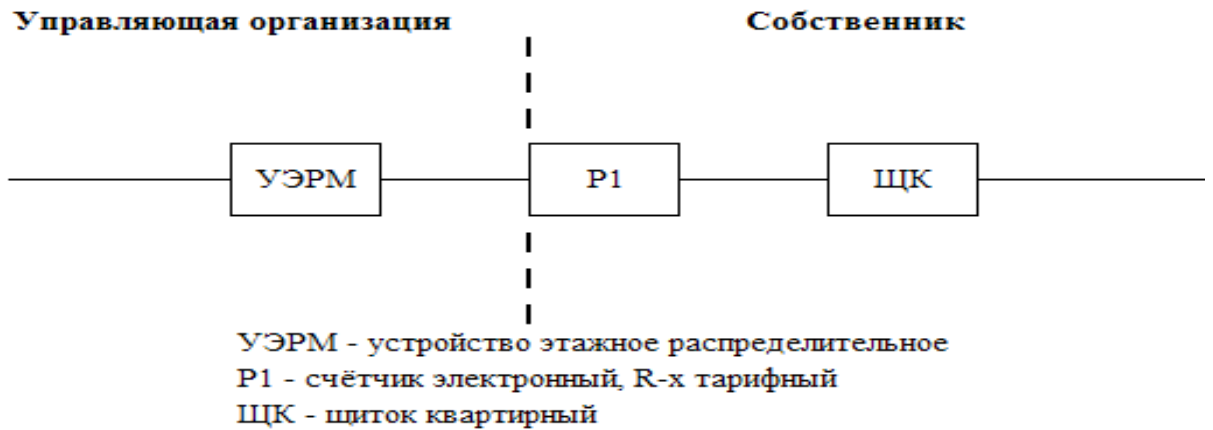 Управляющая организация
Собственник
УЭРМ
Р1
ЩК
УЭРМ - устройство этажное распределительное
Р1 - счётчик электронный, R-х тарифный
ЩК - щиток квартирный